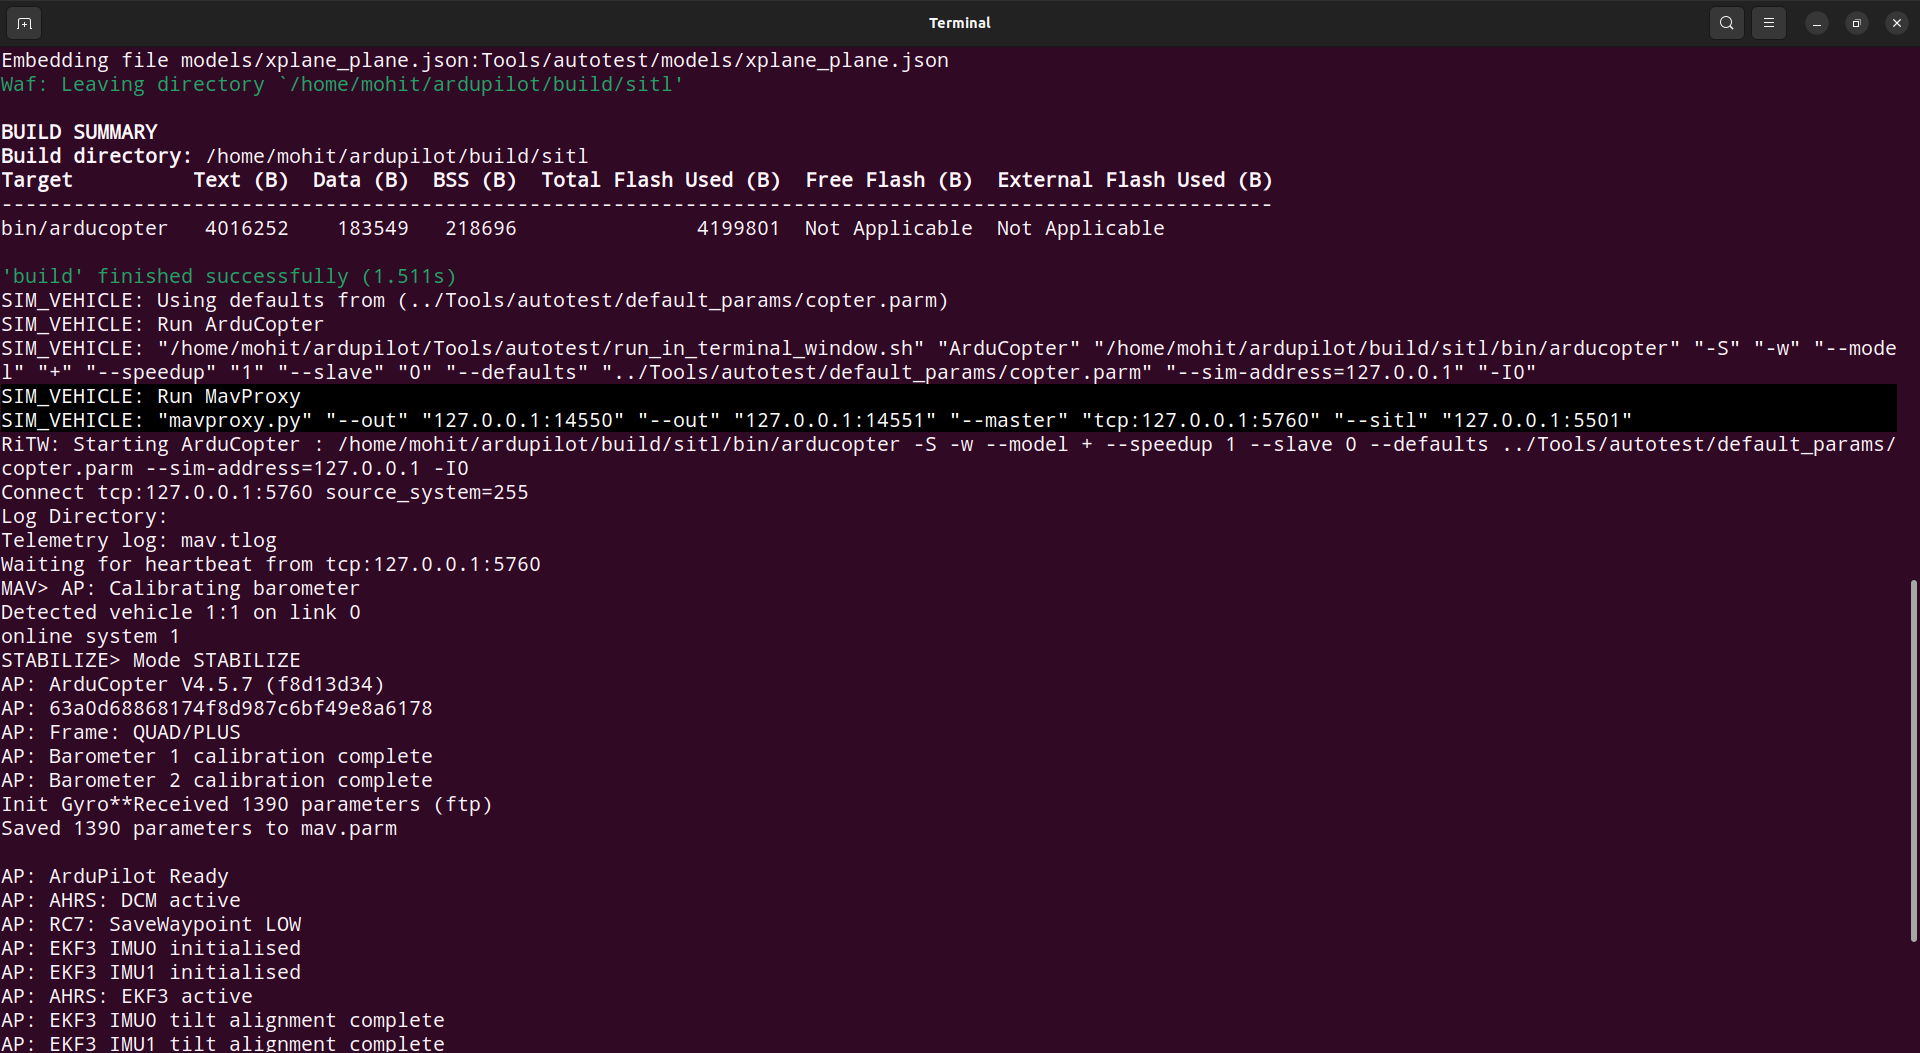 Terminal
Embedding file models/xplane_plane.json:Tools/autotest/models/xplane_plane.json
Waf: Leaving directory `/home/mohit/ardupilot/build/sitl'
BUILD SUMMARY
Build directory: /home/mohit/ardupilot/build/sitl
Target          Text (B)  Data (B)  BSS (B)  Total Flash Used (B)  Free Flash (B)  External Flash Used (B)
----------------------------------------------------------------------------------------------------------
bin/arducopter   4016252    183549   218696               4199801  Not Applicable  Not Applicable
'build' finished successfully (1.511s)
SIM_VEHICLE: Using defaults from (../Tools/autotest/default_params/copter.parm)
SIM_VEHICLE: Run ArduCopter
SIM_VEHICLE: "/home/mohit/ardupilot/Tools/autotest/run_in_terminal_window.sh" "ArduCopter" "/home/mohit/ardupilot/build/sitl/bin/arducopter" "-S" "-w" "--mode
l" "+" "--speedup" "1" "--slave" "0" "--defaults" "../Tools/autotest/default_params/copter.parm" "--sim-address=127.0.0.1" "-I0"
SIM_VEHICLE: Run MavProxy
SIM_VEHICLE: "mavproxy.py" "--out" "127.0.0.1:14550" "--out" "127.0.0.1:14551" "--master" "tcp:127.0.0.1:5760" "--sitl" "127.0.0.1:5501"
RiTW: Starting ArduCopter : /home/mohit/ardupilot/build/sitl/bin/arducopter -S -w --model + --speedup 1 --slave 0 --defaults ../Tools/autotest/default_params/
copter.parm --sim-address=127.0.0.1 -I0
Connect tcp:127.0.0.1:5760 source_system=255
Log Directory:
Telemetry log: mav.tlog
Waiting for heartbeat from tcp:127.0.0.1:5760
MAV> AP: Calibrating barometer
Detected vehicle 1:1 on link 0
online system 1
STABILIZE> Mode STABILIZE
AP: ArduCopter V4.5.7 (f8d13d34)
AP: 63a0d68868174f8d987c6bf49e8a6178
AP: Frame: QUAD/PLUS
AP: Barometer 1 calibration complete
AP: Barometer 2 calibration complete
Init Gyro**Received 1390 parameters (ftp)
Saved 1390 parameters to mav.parm
AP: ArduPilot Ready
AP: AHRS: DCM active
AP: RC7: SaveWaypoint LOW
AP: EKF3 IMU0 initialised
AP: EKF3 IMU1 initialised
AP: AHRS: EKF3 active
AP: EKF3 IMU0 tilt alignment complete
AP: EKF3 IMU1 tilt alignment complete